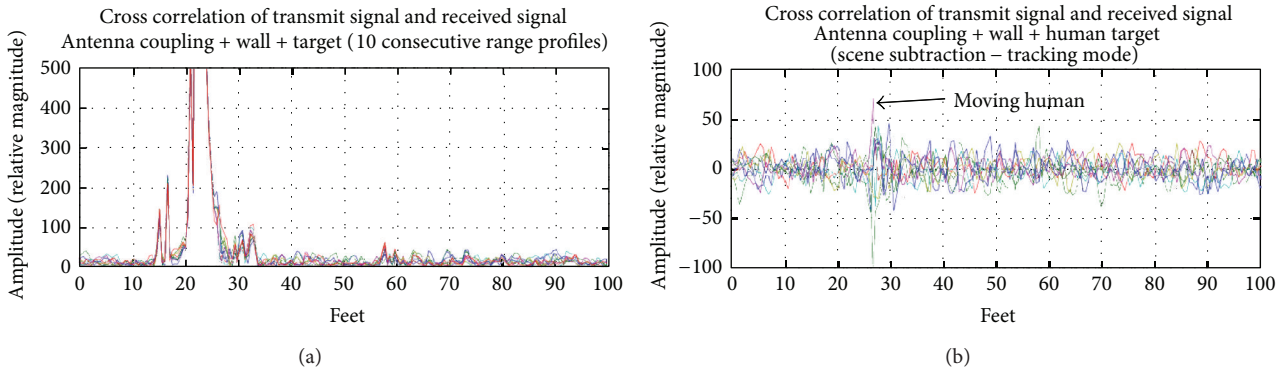 Cross correlation of transmit signal and received signal
Antenna coupling + wall + target (10 consecutive range profiles)
Amplitude (relative magnitude)
500
400
300
200
100
0
0 10 20 30 40 50 60 70 80 90 100
Feet
(a)
Cross correlation of transmit signal and received signal
Antenna coupling + wall + human target
(scene subtraction – tracking mode)
Amplitude (relative magnitude)
100
50
0
−50
−100
Moving human
0 10 20 30 40 50 60 70 80 90 100
Feet
(b)